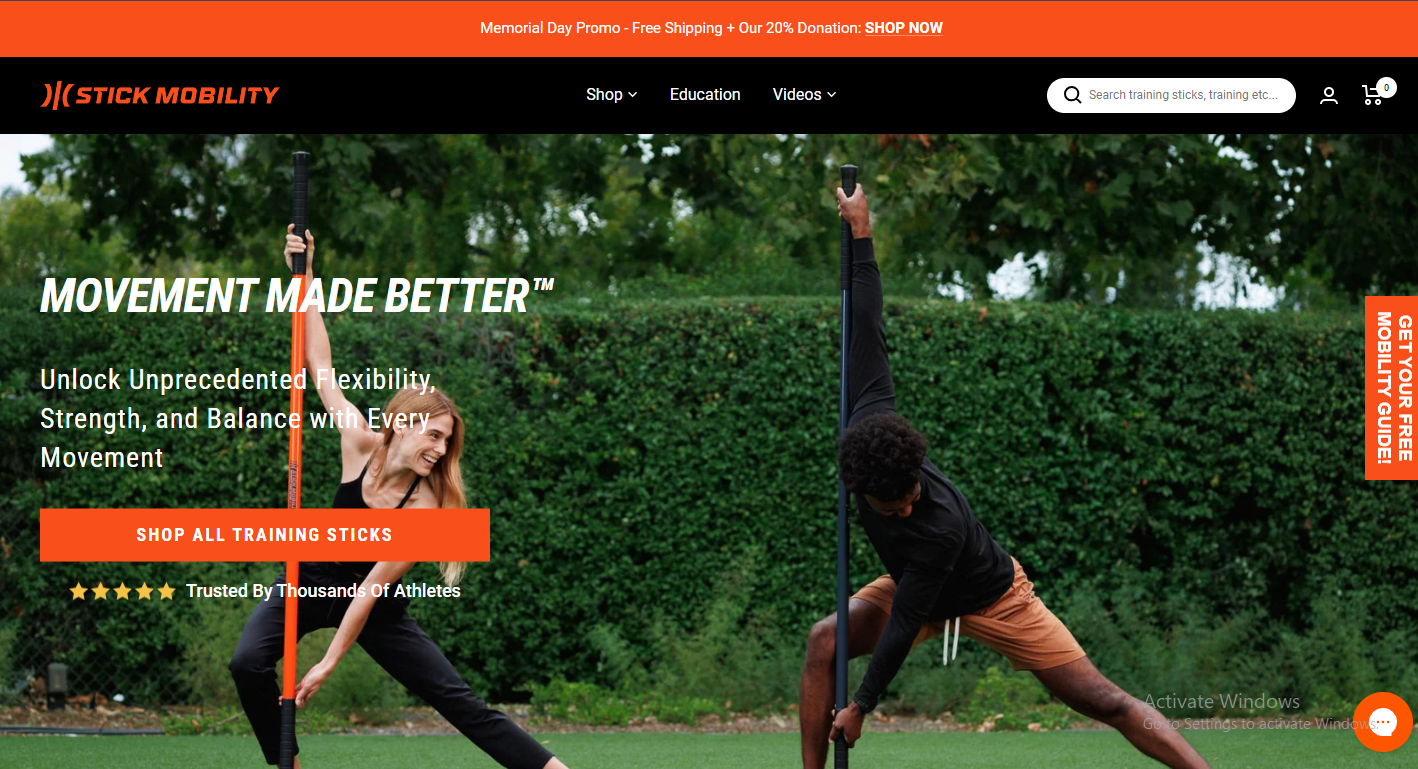 Memorial Day Promo - Free Shipping + Our 20% Donation: SHOP NOW
STICK MOBILITY
Shop
Education
Videos
Search training sticks, training etc...
0
MOVEMENT MADE BETTER™
Unlock Unprecedented Flexibility,
Strength, and Balance with Every
Movement
SHOP ALL TRAINING STICKS
Trusted By Thousands Of Athletes
GET YOUR FREE
MOBILITY GUIDE!
Activate Windows
Go to Settings to activate Windows.